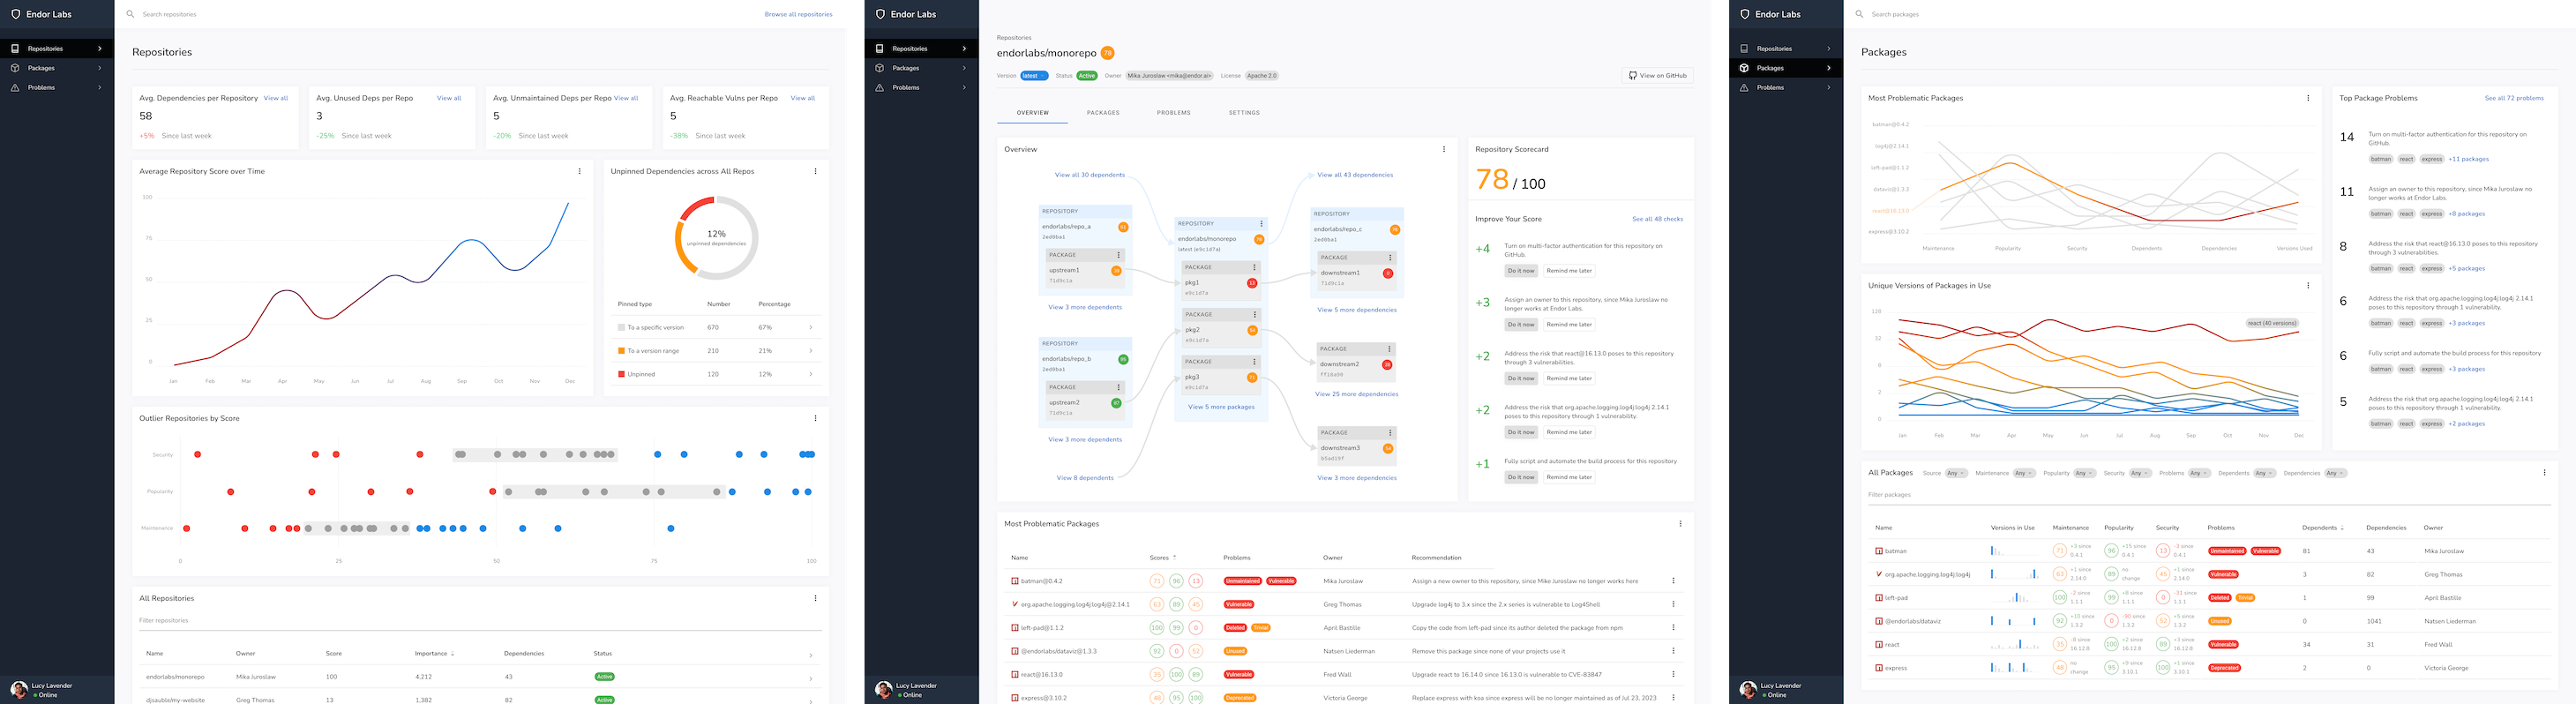 Endor Labs
Search repositories
Browse all repositories
Repositories
Packages
Problems
Repositories
Avg. Dependencies per Repository View all
58
+5% Since last week
Avg. Unused Deps per Repo View all
3
-25% Since last week
Avg. Unmaintained Deps per Repo View all
5
-20% Since last week
Avg. Reachable Vulns per Repo View all
5
-38% Since last week
Average Repository Score over Time
100
75
50
25
0
Jan Feb Mar Apr May Jun Jul Aug Sep Oct Nov Dec
Unpinned Dependencies across All Repos
12%
unpinned dependencies
Pinned type Number Percentage
To a specific version 670 67%
To a version range 210 21%
Unpinned 120 12%
Outlier Repositories by Score
Security
Popularity
Maintenance
0 25 50 75 100
All Repositories
Filter repositories
Name Owner Score Importance Dependencies Status
endorlabs/monorepo Mika Juroslaw 100 4,212 43 Active
djsauble/my-website Greg Thomas 13 1,382 82 Active
Lucy Lavender
Online
Endor Labs
Repositories
Packages
Problems
Repositories
endorlabs/monorepo 78
Version latest Status Active Owner Mika Juroslaw <mika@endor.ai> License Apache 2.0
View on GitHub
OVERVIEW PACKAGES PROBLEMS SETTINGS
Overview
View all 30 dependents
View all 43 dependencies
REPOSITORY
endorlabs/repo_a
2ed0ba1
PACKAGE
upstream1
71d9c1a
View 3 more dependents
REPOSITORY
endorlabs/repo_b
2ed0ba1
PACKAGE
upstream2
71d9c1a
View 3 more dependents
View 8 dependents
REPOSITORY
endorlabs/monorepo
latest (e9c1d7a)
PACKAGE
pkg1
e9c1d7a
PACKAGE
pkg2
e9c1d7a
PACKAGE
pkg3
e9c1d7a
View 5 more packages
REPOSITORY
endorlabs/repo_c
2ed0ba1
PACKAGE
downstream1
71d9c1a
View 5 more dependencies
PACKAGE
downstream2
ff18a98
View 25 more dependencies
PACKAGE
downstream3
View 3 more dependencies
Repository Scorecard
78 / 100
Improve Your Score See all 48 checks
+4 Turn on multi-factor authentication for this repository on
GitHub.
Do it now Remind me later
+3 Assign an owner to this repository, since Mika Juroslaw no
longer works at Endor Labs.
Do it now Remind me later
+2 Address the risk that react@16.13.0 poses to this repository
through 3 vulnerabilities.
Do it now Remind me later
+2 Address the risk that org.apache.logging.log4j:log4j 2.14.1
poses to this repository through 1 vulnerability.
Do it now Remind me later
+1 Fully script and automate the build process for this repository
Do it now Remind me later
Most Problematic Packages
Name Scores Problems Owner Recommendation
batman@0.4.2 71 96 13 Unmaintained Vulnerable Mika Juroslaw Assign a new owner to this repository, since Mike Juroslaw no longer works here
org.apache.logging.log4j:log4j@2.14.1 63 89 45 Vulnerable Greg Thomas Upgrade log4j to 3.x since the 2.x series is vulnerable to Log4Shell
left-pad@1.1.2 100 99 0 Deleted Trivial April Bastille Copy the code from left-pad since its author deleted the package from npm
@endorlabs/dataviz@1.3.3 92 0 52 Unused Natsen Liederman Remove this package since none of your projects use it
react@16.13.0 35 100 89 Vulnerable Fred Wall Upgrade react to 16.14.0 since 16.13.0 is vulnerable to CVE-83847
express@3.10.2 48 95 100 Deprecated Victoria George Replace express with koa since express will be no longer maintained as of Jul 23, 2023
Lucy Lavender
Online
Endor Labs
Search packages
Repositories
Packages
Problems
Packages
Most Problematic Packages
batman@0.4.2
log4j@2.14.1
left-pad@1.1.2
dataviz@1.3.3
react@16.13.0
express@3.10.2
Maintenance Popularity Security Dependents Dependencies Versions Used
Unique Versions of Packages in Use
128
32
8
2
0
react (40 versions)
Jan Feb Mar Apr May Jun Jul Aug Sep Oct Nov Dec
Top Package Problems See all 72 problems
14 Turn on multi-factor authentication for this repository on
GitHub.
batman react express +11 packages
11 Assign an owner to this repository, since Mika Juroslaw no
longer works at Endor Labs.
batman react express +8 packages
8 Address the risk that react@16.13.0 poses to this repository
through 3 vulnerabilities.
batman react express +5 packages
6 Address the risk that org.apache.logging.log4j:log4j 2.14.1
poses to this repository through 1 vulnerability.
batman react express +3 packages
6 Fully script and automate the build process for this repository
batman react express +3 packages
5 Address the risk that org.apache.logging.log4j:log4j 2.14.1
poses to this repository through 1 vulnerability.
batman react express +2 packages
All Packages Source Any Maintenance Any Popularity Any Security Any Problems Any Dependents Any Dependencies Any
Filter packages
Name Versions in Use Maintenance Popularity Security Problems Dependents Dependencies Owner
batman 71 +3 since 0.4.1 96 +15 since 0.4.1 13 -3 since 0.4.1 Unmaintained Vulnerable 81 43 Mika Juroslaw
org.apache.logging.log4j:log4j 63 +1 since 2.14.0 89 no change 45 +1 since 2.14.0 Vulnerable 3 82 Greg Thomas
left-pad 100 -2 since 1.1.1 99 +8 since 1.1.1 0 -31 since 1.1.1 Deleted Trivial 1 99 April Bastille
@endorlabs/dataviz 92 +10 since 1.3.2 0 -90 since 1.3.2 52 +5 since 1.3.2 Unused 0 1041 Natsen Liederman
react 35 -8 since 16.12.8 100 +2 since 16.12.8 89 +3 since 16.12.8 Vulnerable 34 31 Fred Wall
express 48 no change 95 +9 since 3.10.1 100 +1 since 3.10.1 Deprecated 2 0 Victoria George
Lucy Lavender
Online